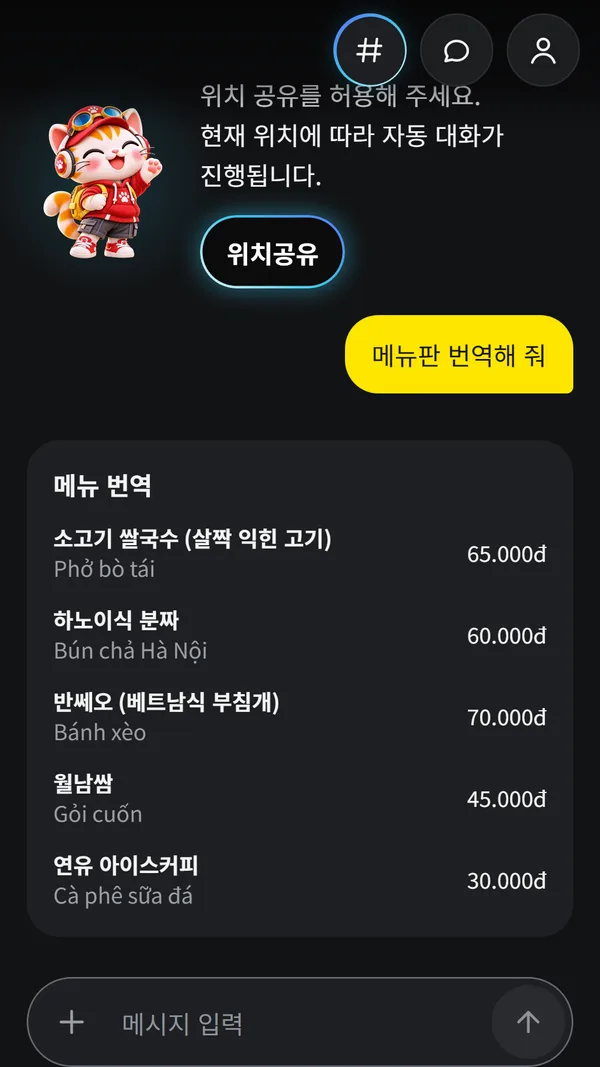 위치 공유를 허용해 주세요.
현재 위치에 따라 자동 대화가
진행됩니다.
위치공유
메뉴판 번역해 줘
메뉴 번역
소고기 쌀국수 (살짝 익힌 고기)
Phở bò tái
65.000đ
하노이식 분짜
Bún chả Hà Nội
60.000đ
반쎄오 (베트남식 부침개)
Bánh xèo
70.000đ
월남쌈
Gỏi cuốn
45.000đ
연유 아이스커피
Cà phê sữa đá
30.000đ
메시지 입력